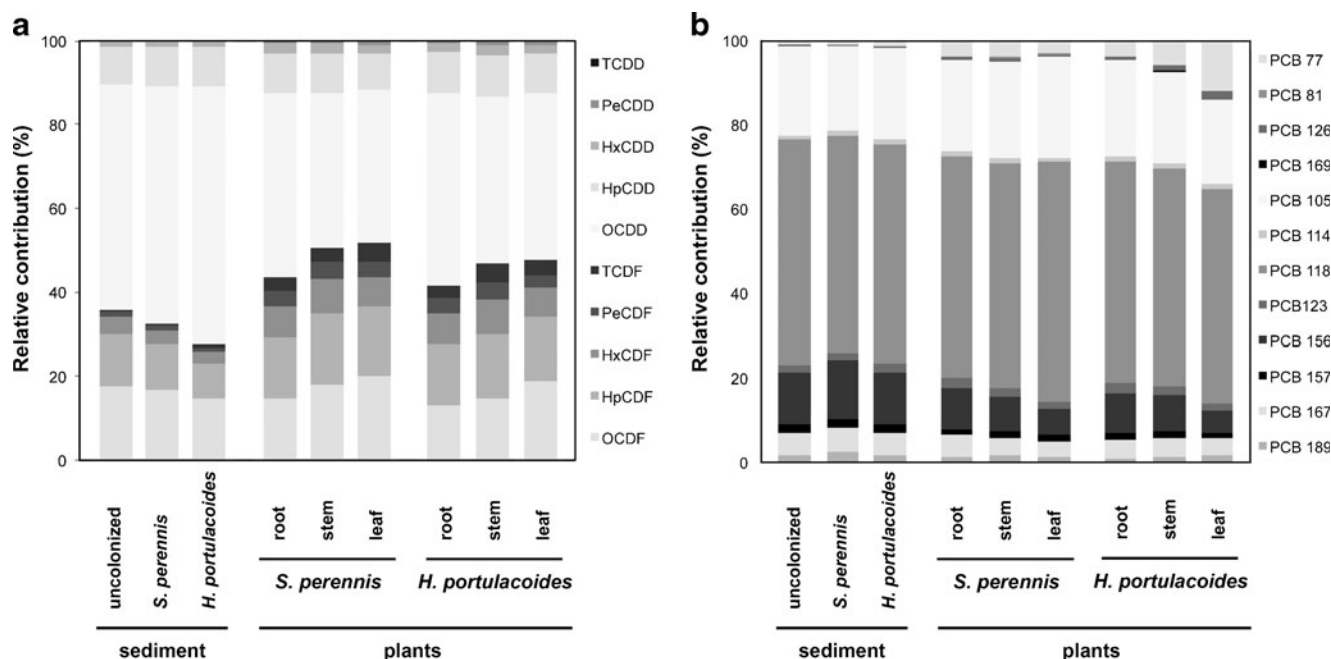 a
Relative contribution (%)
100
80
60
40
20
0
TCDD
PeCDD
HxCDD
HpCDD
OCDD
TCDF
PeCDF
HxCDF
HpCDF
OCDF
uncolonized
S. perennis
H. portulacoides
root
stem
leaf
root
stem
leaf
S. perennis
H. portulacoides
sediment
plants
b
Relative contribution (%)
100
80
60
40
20
0
PCB 77
PCB 81
PCB 126
PCB 169
PCB 105
PCB 114
PCB 118
PCB123
PCB 156
PCB 157
PCB 167
PCB 189
uncolonized
S. perennis
H. portulacoides
root
stem
leaf
root
stem
leaf
S. perennis
H. portulacoides
sediment
plants